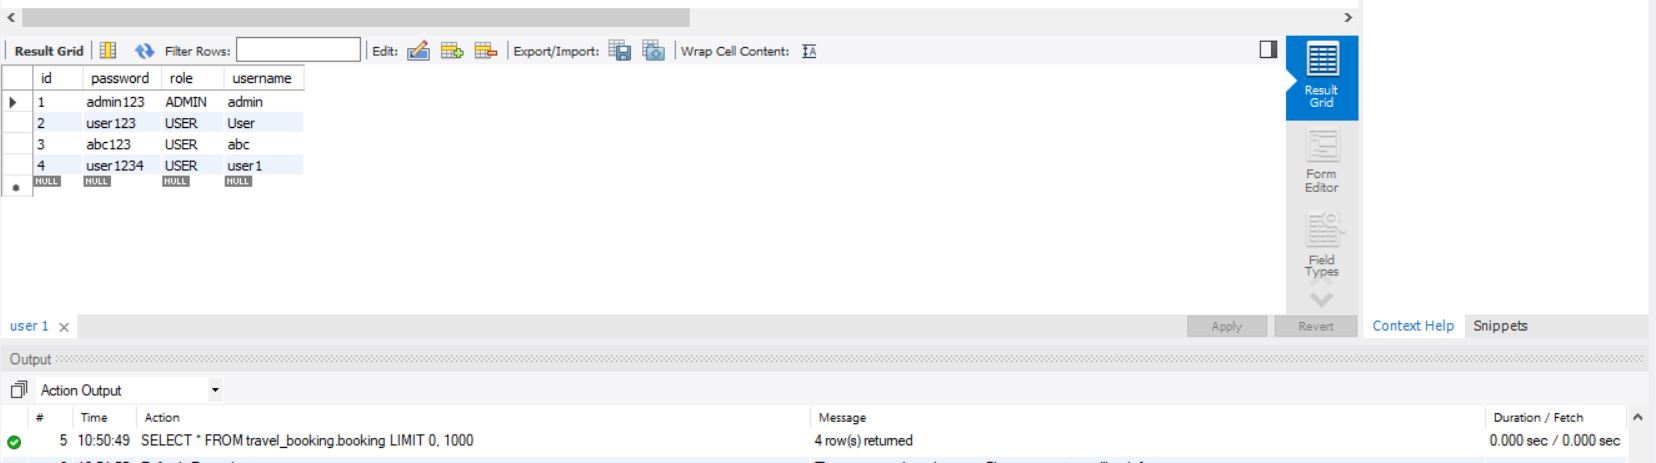 Result Grid Filter Rows: Edit: Export/Import: Wrap Cell Content:
id password role username
1 admin123 ADMIN admin
2 user123 USER User
3 abc123 USER abc
4 user1234 USER user1
NULL NULL NULL NULL
Result
Grid
Form
Editor
Field
Types
user 1 Apply Revert Context Help Snippets
Output
Action Output
# Time Action Message Duration / Fetch
5 10:50:49 SELECT * FROM travel_booking.booking LIMIT 0, 1000 4 row(s) returned 0.000 sec / 0.000 sec